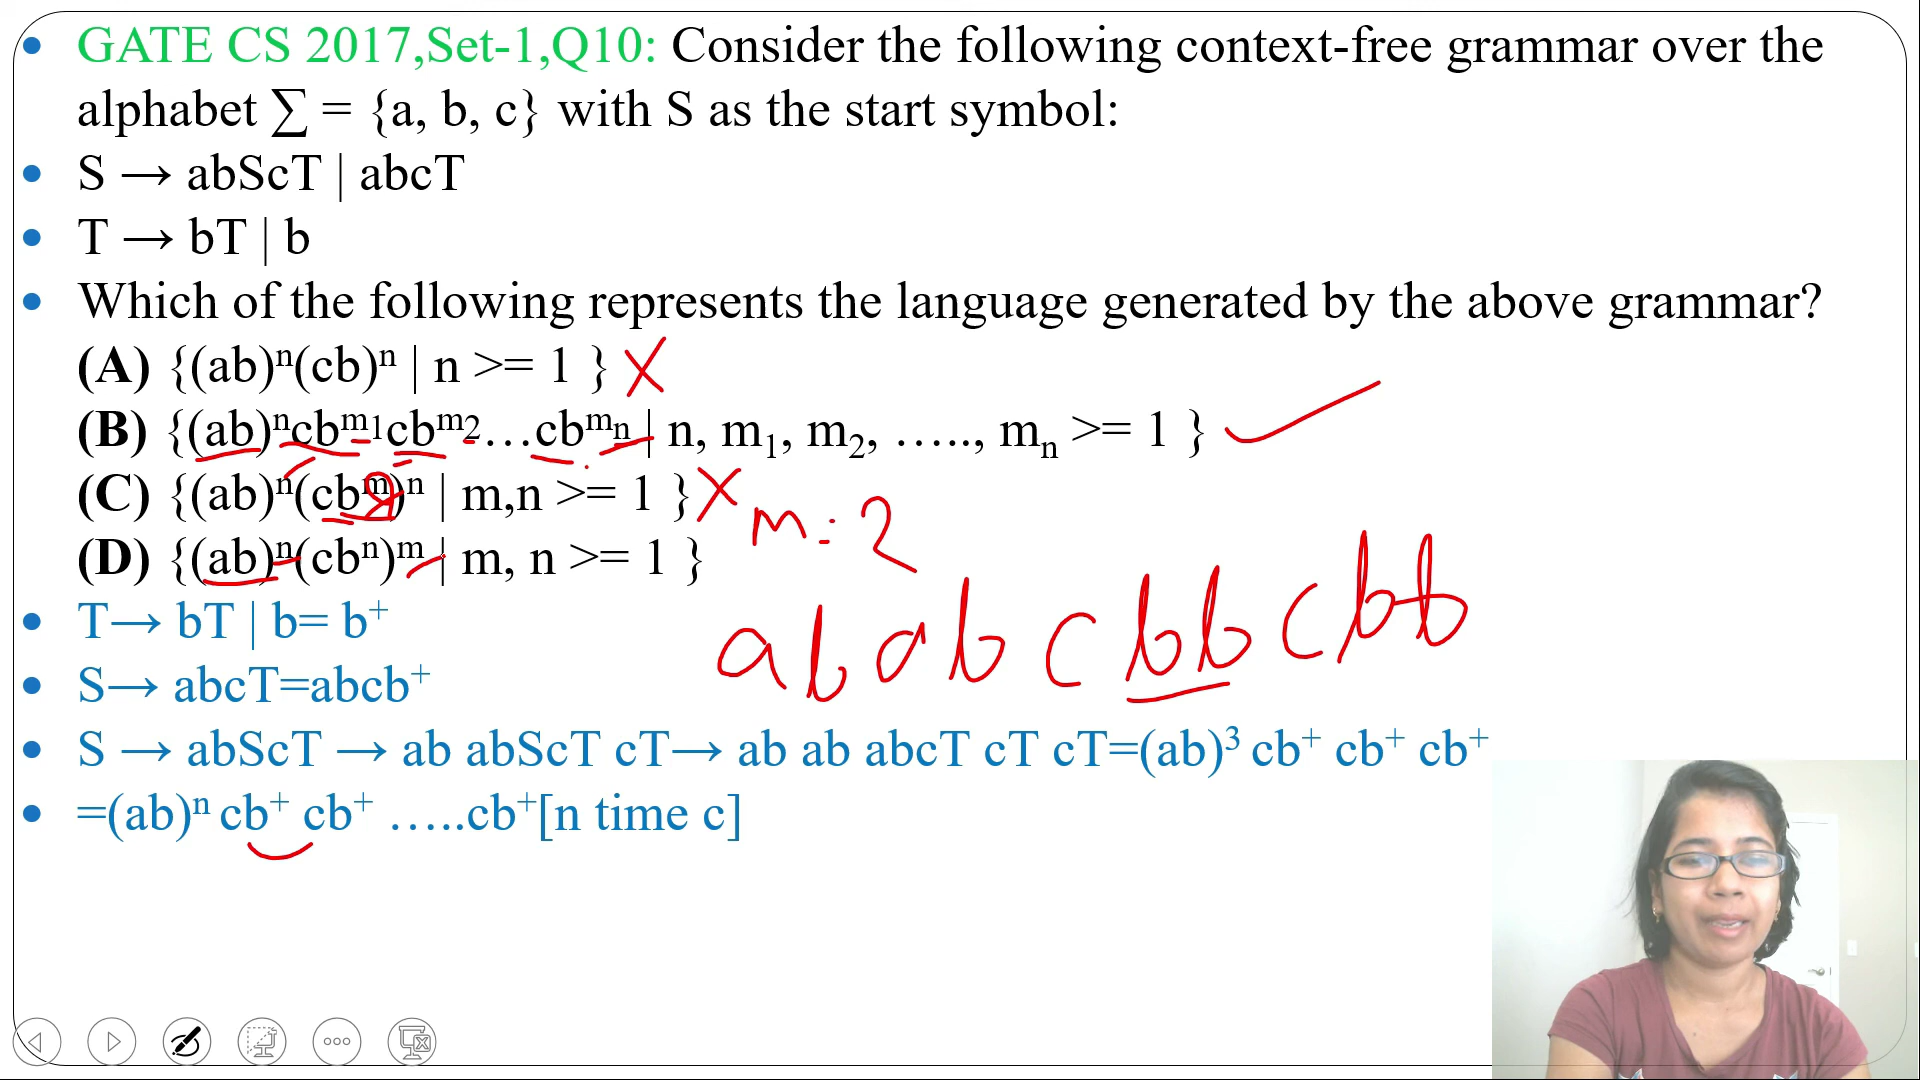 GATE CS 2017,Set-1,Q10: Consider the following context-free grammar over the
alphabet ∑ = {a, b, c} with S as the start symbol:
S → abScT | abcT
T → bT | b
Which of the following represents the language generated by the above grammar?
(A) {(ab)ⁿ(cb)ⁿ | n >= 1 } X
(B) {(ab)ⁿcbᵐ1cbᵐ2…cbᵐn | n, m₁, m₂, ….., mₙ >= 1 }
(C) {(ab)ⁿ(cbᵐ)ⁿ | m,n >= 1 } X m = 2
(D) {(ab)ⁿ(cbⁿ)ᵐ | m, n >= 1 }
a b a b c b b c b b
T→ bT | b= b⁺
S→ abcT=abcb⁺
S → abScT → ab abScT cT→ ab ab abcT cT cT=(ab)³ cb⁺ cb⁺ cb⁺
=(ab)ⁿ cb⁺ cb⁺ …..cb⁺[n time c]